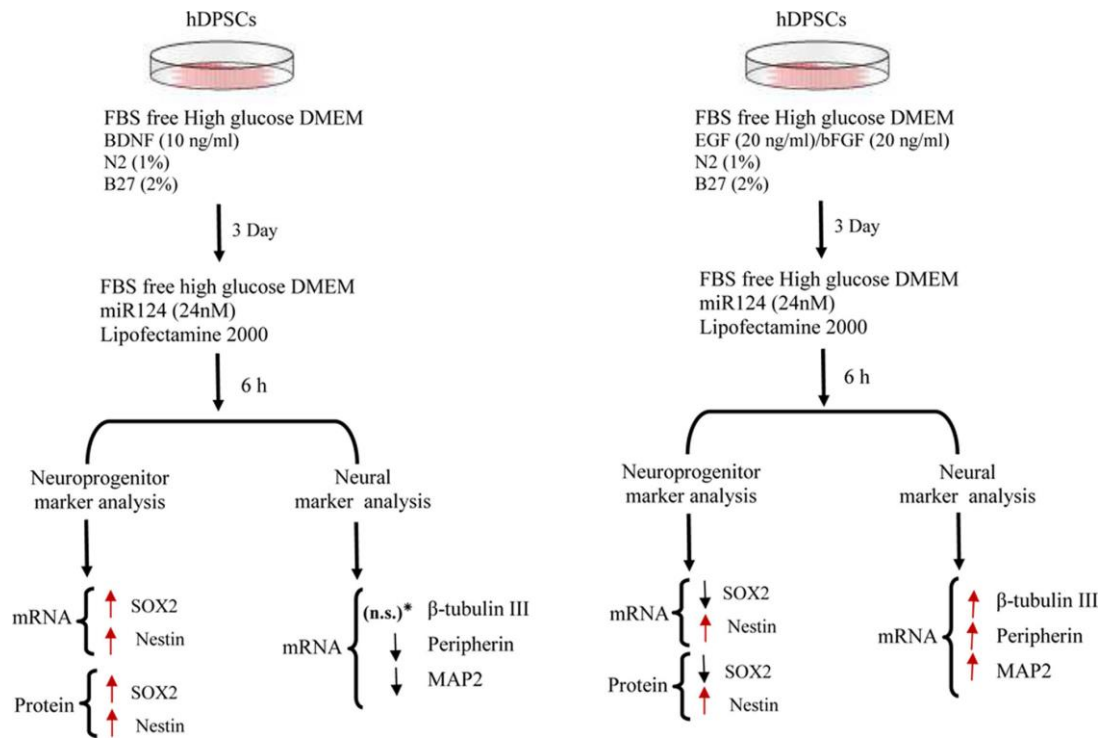 hDPSCs
FBS free High glucose DMEM
BDNF (10 ng/ml)
N2 (1%)
B27 (2%)
3 Day
FBS free high glucose DMEM
miR124 (24nM)
Lipofectamine 2000
6 h
Neuroprogenitor
marker analysis
Neural
marker analysis
mRNA
SOX2
Nestin
Protein
SOX2
Nestin
mRNA
(n.s.)* β-tubulin III
Peripherin
MAP2
hDPSCs
FBS free High glucose DMEM
EGF (20 ng/ml)/bFGF (20 ng/ml)
N2 (1%)
B27 (2%)
3 Day
FBS free High glucose DMEM
miR124 (24nM)
Lipofectamine 2000
6 h
Neuroprogenitor
marker analysis
Neural
marker analysis
mRNA
SOX2
Nestin
Protein
SOX2
Nestin
mRNA
β-tubulin III
Peripherin
MAP2